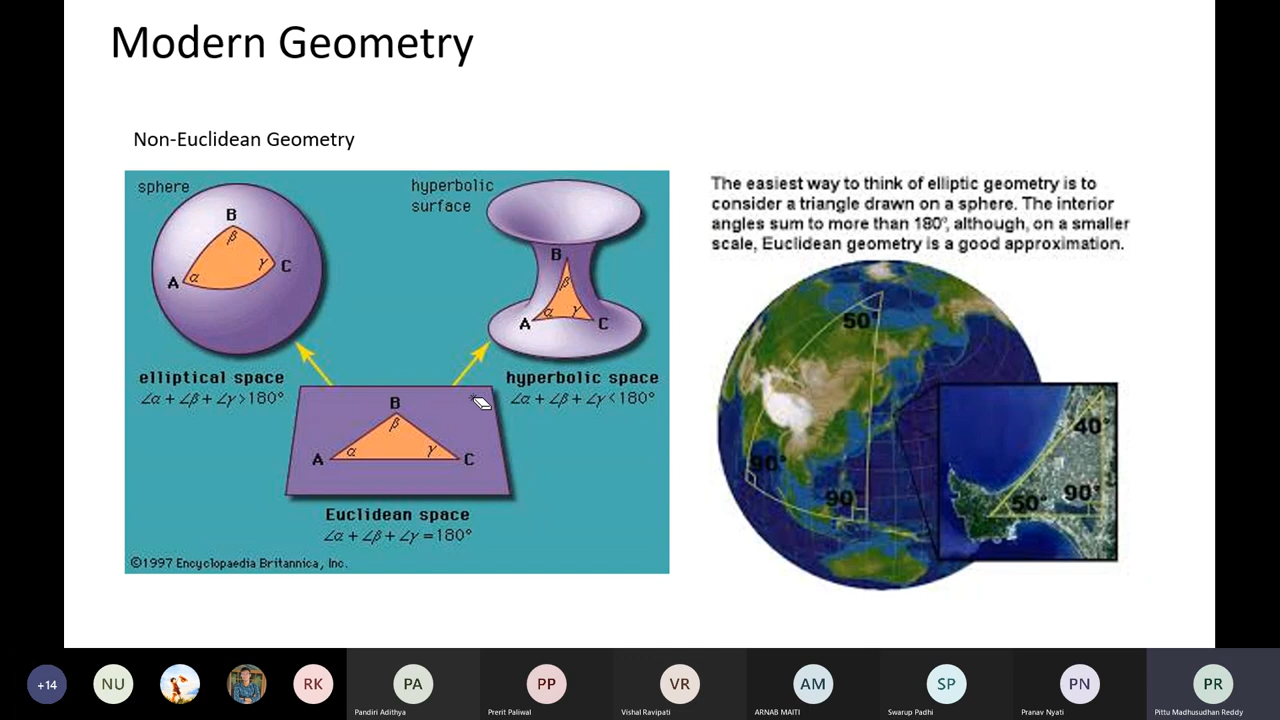 Modern Geometry
Non-Euclidean Geometry
sphere
B
A
α
β
γ
C
elliptical space
∠α + ∠β + ∠γ > 180°
hyperbolic
surface
B
β
A
α
γ
C
hyperbolic space
∠α + ∠β + ∠γ < 180°
B
β
A
α
γ
C
Euclidean space
∠α + ∠β + ∠γ = 180°
©1997 Encyclopaedia Britannica, Inc.
The easiest way to think of elliptic geometry is to
consider a triangle drawn on a sphere. The interior
angles sum to more than 180°, although, on a smaller
scale, Euclidean geometry is a good approximation.
50°
90°
90°
40°
50°
90°
+14
NU
RK
PA
Pandiri Adithya
PP
Prerit Paliwal
VR
Vishal Ravipati
AM
ARNAB MAITI
SP
Swarup Padhi
PN
Pranav Nyati
PR
Pittu Madhusudhan Reddy